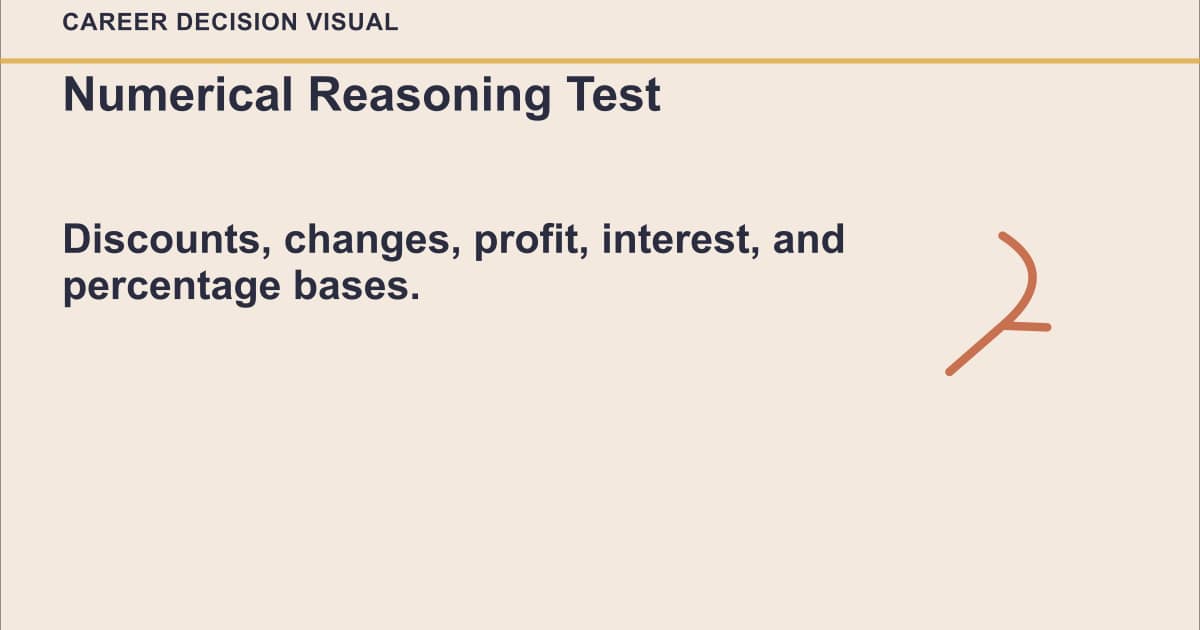 CAREER DECISION VISUAL
Numerical Reasoning Test
Discounts, changes, profit, interest, and
percentage bases.